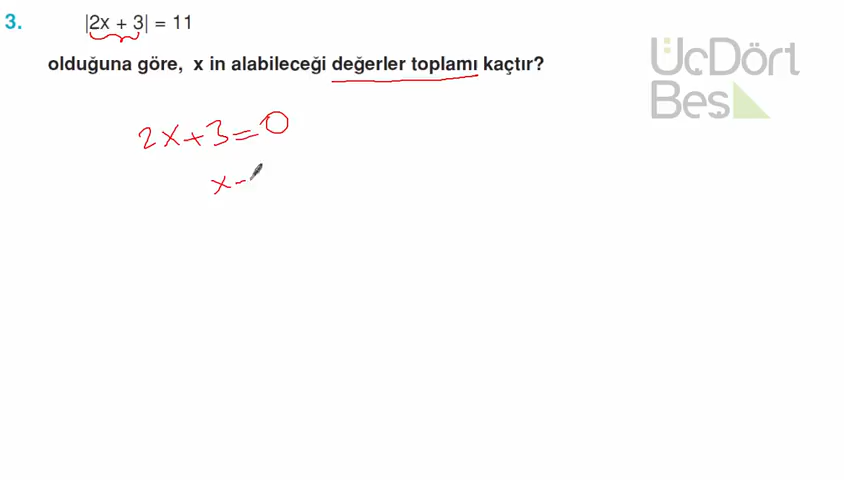 3. |2x + 3| = 11
olduğuna göre, x in alabileceği değerler toplamı kaçtır?
ÜçDört
Beş
2x+3=0
x-